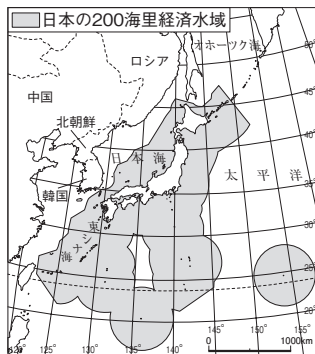 日本の200海里経済水域
オホーツク海
ロシア
中国
北朝鮮
日本海
韓国
太平洋
東シナ海
50°
45°
40°
35°
30°
25°
20°
120°
125°
130°
135°
140°
145°
150°
155°
0 1000km